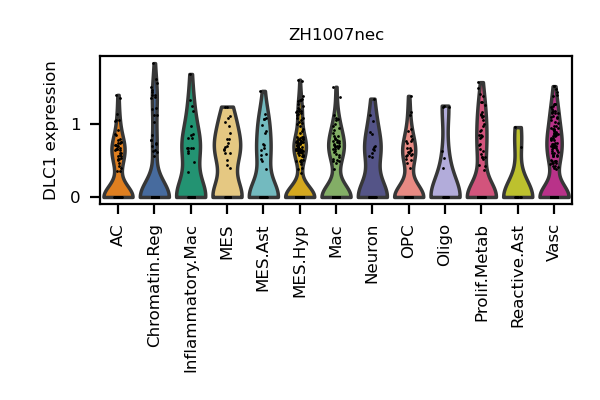 ZH1007nec
DLC1 expression
1
0
AC
Chromatin.Reg
Inflammatory.Mac
MES
MES.Ast
MES.Hyp
Mac
Neuron
OPC
Oligo
Prolif.Metab
Reactive.Ast
Vasc